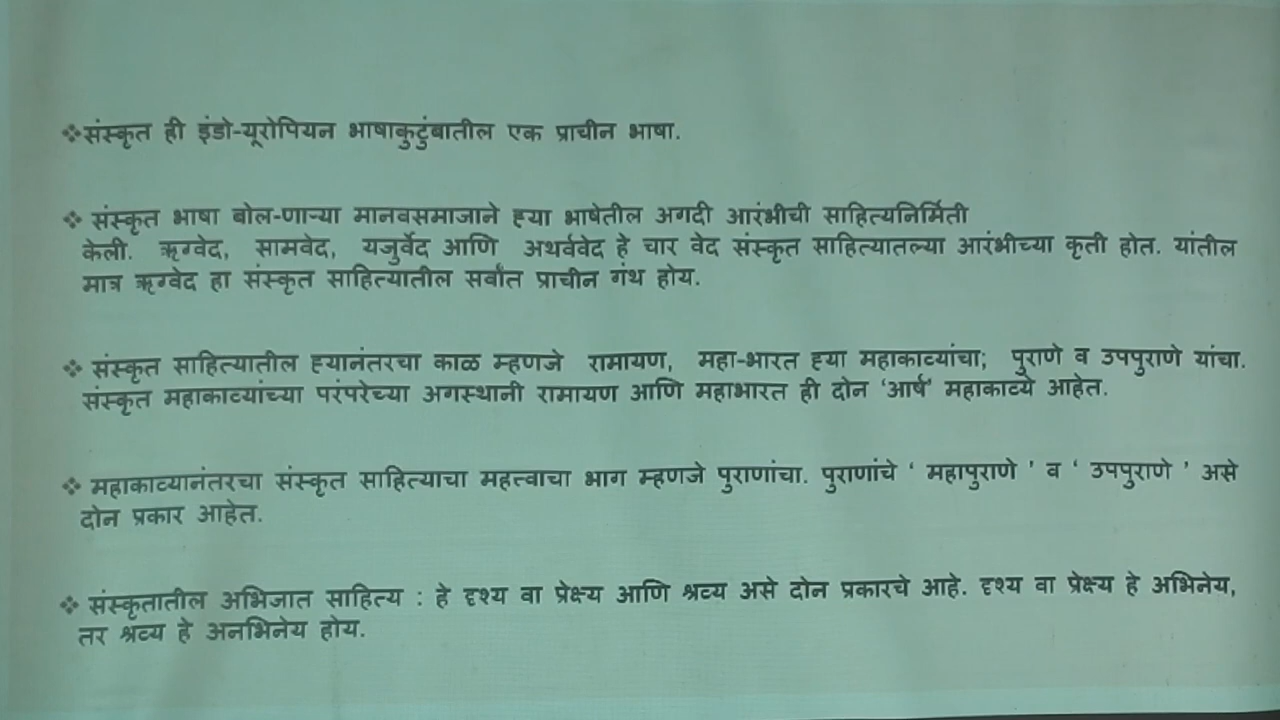 ❖संस्कृत ही इंडो-यूरोपियन भाषाकुटुंबातील एक प्राचीन भाषा.
❖ संस्कृत भाषा बोल-णाऱ्या मानवसमाजाने ह्या भाषेतील अगदी आरंभीची साहित्यनिर्मिती
केली. ऋग्वेद, सामवेद, यजुर्वेद आणि अथर्ववेद हे चार वेद संस्कृत साहित्यातल्या आरंभीच्या कृती होत. यांतील
मात्र ऋग्वेद हा संस्कृत साहित्यातील सर्वांत प्राचीन गंथ होय.
❖ संस्कृत साहित्यातील ह्यानंतरचा काळ म्हणजे रामायण, महा-भारत ह्या महाकाव्यांचा; पुराणे व उपपुराणे यांचा.
संस्कृत महाकाव्यांच्या परंपरेच्या अगस्थानी रामायण आणि महाभारत ही दोन ‘आर्ष’ महाकाव्ये आहेत.
❖ महाकाव्यानंतरचा संस्कृत साहित्याचा महत्त्वाचा भाग म्हणजे पुराणांचा. पुराणांचे ‘ महापुराणे ’ व ‘ उपपुराणे ’ असे
दोन प्रकार आहेत.
❖ संस्कृतातील अभिजात साहित्य : हे दृश्य वा प्रेक्ष्य आणि श्रव्य असे दोन प्रकारचे आहे. दृश्य वा प्रेक्ष्य हे अभिनेय,
तर श्रव्य हे अनभिनेय होय.